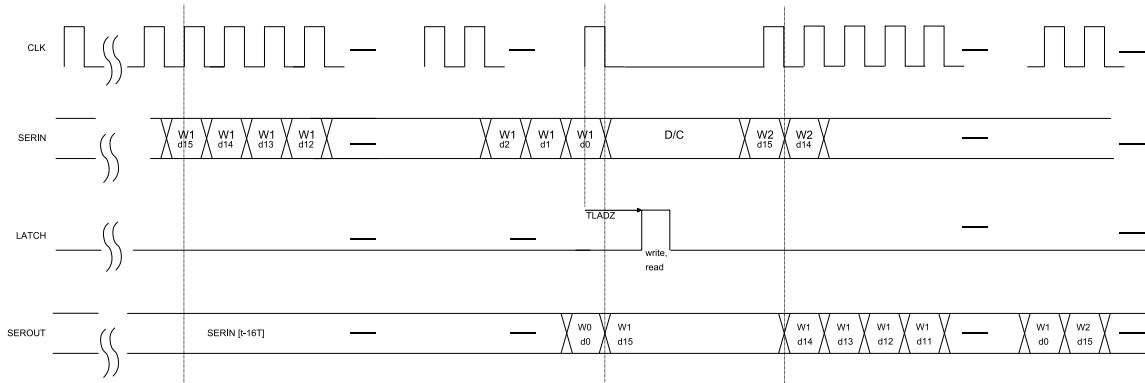 CLK
SERIN
W1 W1 W1 W1 W1 W1 W1 D/C W2 W2
d15 d14 d13 d12 d2 d1 d0 d15 d14
TLADZ
LATCH
write,
read
SEROUT SERIN [t-16T]
W0 W1 W1 W1 W1 W1 W1 W2
d0 d15 d14 d13 d12 d11 d0 d15